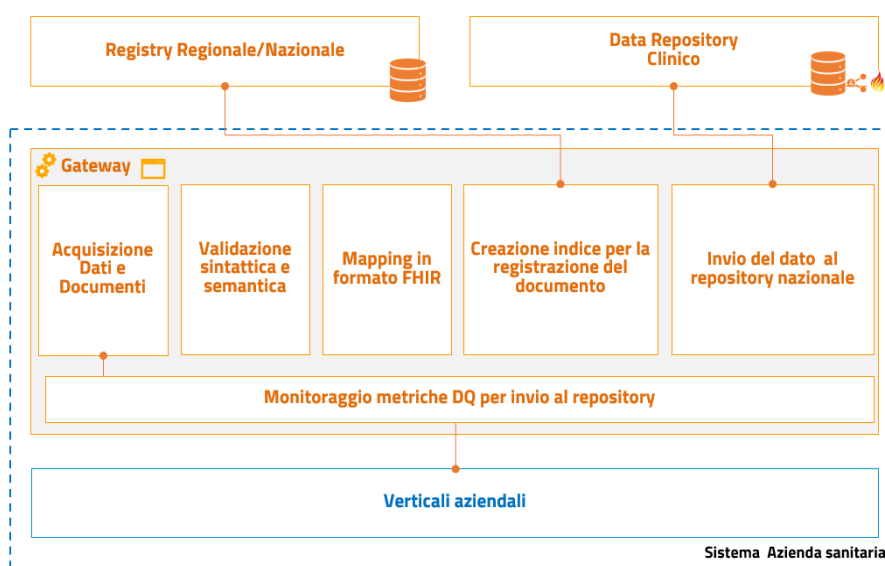 Registry Regionale/Nazionale
Data Repository
Clinico
Gateway
Acquisizione
Dati e
Documenti
Validazione
sintattica e
semantica
Mapping in
formato FHIR
Creazione indice per la
registrazione del
documento
Invio del dato al
repository nazionale
Monitoraggio metriche DQ per invio al repository
Verticali aziendali
Sistema Azienda sanitaria